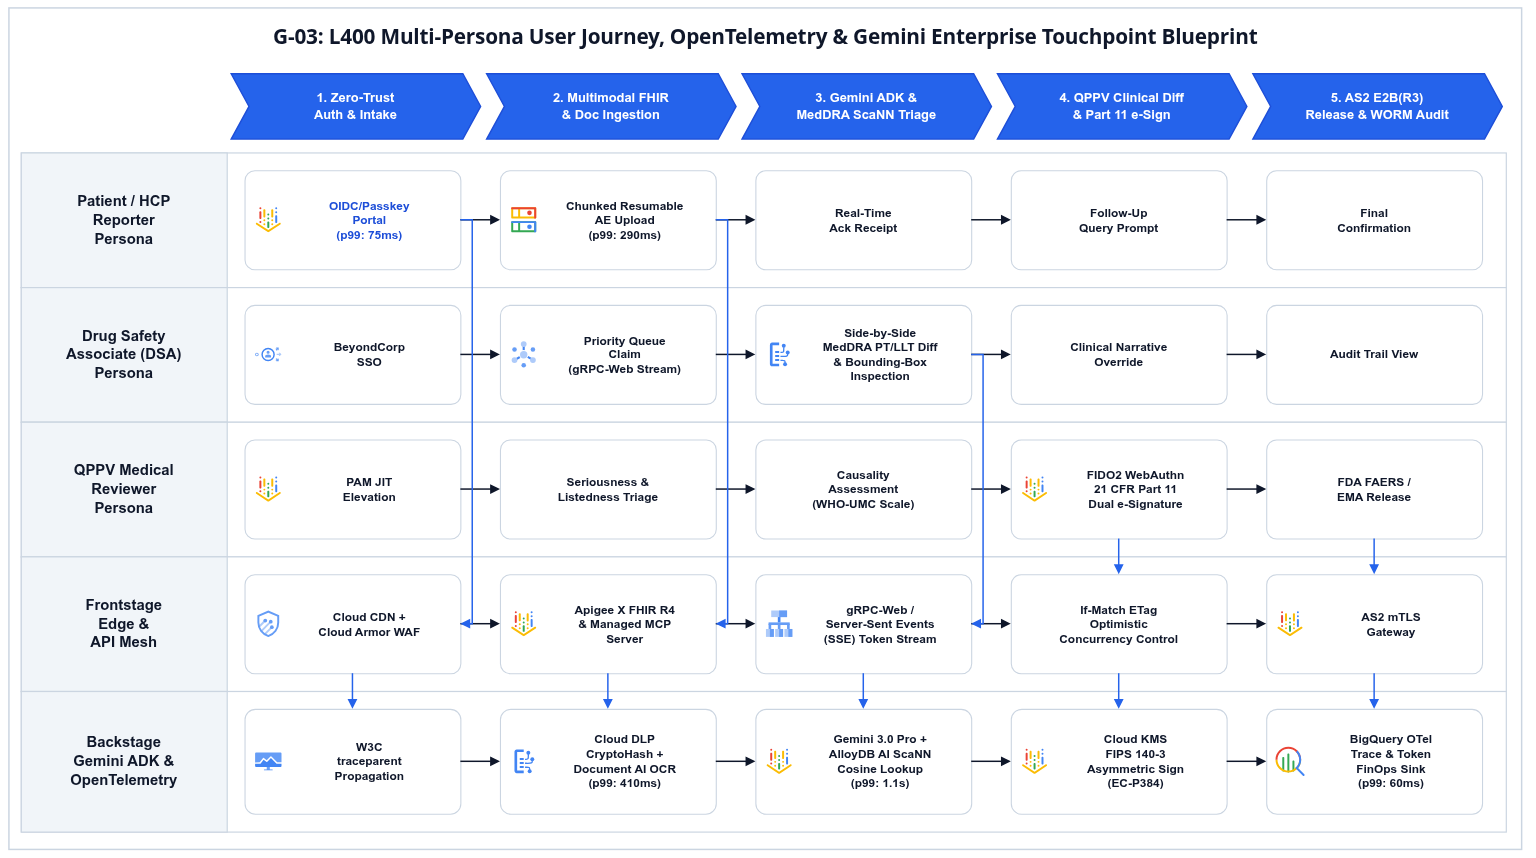 G-03: L400 Multi-Persona User Journey, OpenTelemetry & Gemini Enterprise Touchpoint Blueprint
1. Zero-Trust
Auth & Intake
2. Multimodal FHIR
& Doc Ingestion
3. Gemini ADK &
MedDRA ScaNN Triage
4. QPPV Clinical Diff
& Part 11 e-Sign
5. AS2 E2B(R3)
Release & WORM Audit
Patient / HCP
Reporter
Persona
OIDC/Passkey
Portal
(p99: 75ms)
Chunked Resumable
AE Upload
(p99: 290ms)
Real-Time
Ack Receipt
Follow-Up
Query Prompt
Final
Confirmation
Drug Safety
Associate (DSA)
Persona
BeyondCorp
SSO
Priority Queue
Claim
(gRPC-Web Stream)
Side-by-Side
MedDRA PT/LLT Diff
& Bounding-Box
Inspection
Clinical Narrative
Override
Audit Trail View
QPPV Medical
Reviewer
Persona
PAM JIT
Elevation
Seriousness &
Listedness Triage
Causality
Assessment
(WHO-UMC Scale)
FIDO2 WebAuthn
21 CFR Part 11
Dual e-Signature
FDA FAERS /
EMA Release
Frontstage
Edge &
API Mesh
Cloud CDN +
Cloud Armor WAF
Apigee X FHIR R4
& Managed MCP
Server
gRPC-Web /
Server-Sent Events
(SSE) Token Stream
If-Match ETag
Optimistic
Concurrency Control
AS2 mTLS
Gateway
Backstage
Gemini ADK &
OpenTelemetry
W3C
traceparent
Propagation
Cloud DLP
CryptoHash +
Document AI OCR
(p99: 410ms)
Gemini 3.0 Pro +
AlloyDB AI ScaNN
Cosine Lookup
(p99: 1.1s)
Cloud KMS
FIPS 140-3
Asymmetric Sign
(EC-P384)
BigQuery OTel
Trace & Token
FinOps Sink
(p99: 60ms)